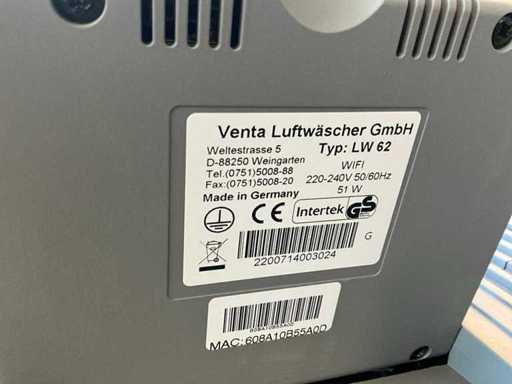 Venta Luftwäscher GmbH
Weltestrasse 5
Typ: LW 62
D-88250 Weingarten
WIFI
Tel.(0751)5008-88
220-240V 50/60Hz
Fax:(0751)5008-20
51 W
Made in Germany
CE Intertek GS
G
2200714003024
608A10B55A0D
MAC: 608A10B55A0D